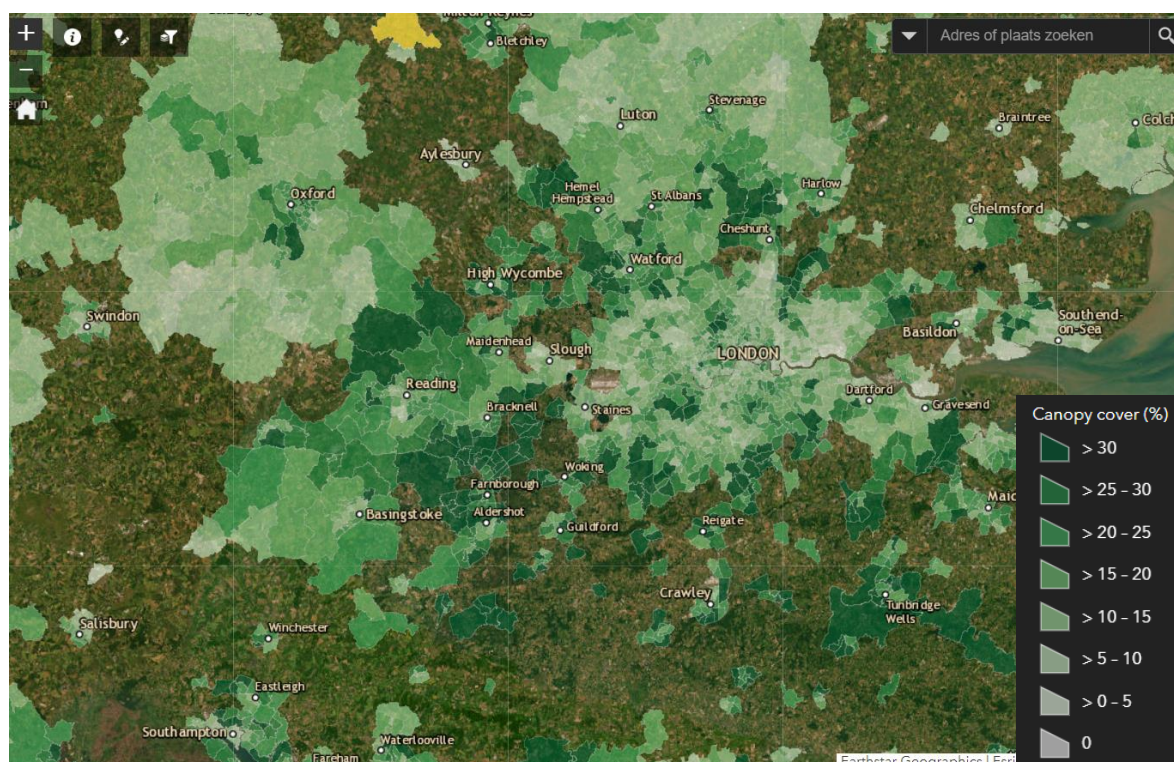 Milton Keynes
Bletchley
Adres of plaats zoeken
Stevenage
Luton
Braintree
Colch
Aylesbury
Oxford
Hemel
Hempstead
St Albans
Harlow
Chelmsford
Cheshunt
Watford
High Wycombe
Swindon
Southend-
on-Sea
Basildon
Maidenhead
Slough
LONDON
Reading
Dartford
Gravesend
Bracknell
Staines
Woking
Farnborough
Aldershot
Basingstoke
Guildford
Reigate
Maid
Crawley
Tunbridge
Wells
Salisbury
Winchester
Eastleigh
Southampton
Waterlooville
Fareham
Canopy cover (%)
> 30
> 25 – 30
> 20 – 25
> 15 – 20
> 10 – 15
> 5 – 10
> 0 – 5
0
Earthstar Geographics | Esri